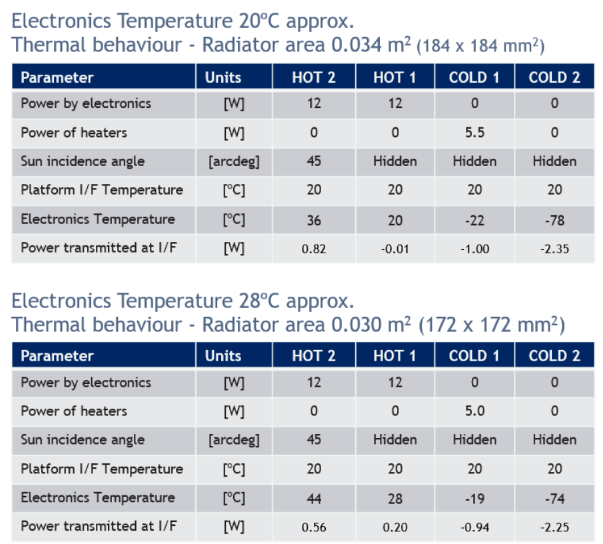 Electronics Temperature 20ºC approx.
Thermal behaviour - Radiator area 0.034 m² (184 x 184 mm²)
Parameter Units HOT 2 HOT 1 COLD 1 COLD 2
Power by electronics [W] 12 12 0 0
Power of heaters [W] 0 0 5.5 0
Sun incidence angle [arcdeg] 45 Hidden Hidden Hidden
Platform I/F Temperature [ºC] 20 20 20 20
Electronics Temperature [ºC] 36 20 -22 -78
Power transmitted at I/F [W] 0.82 -0.01 -1.00 -2.35
Electronics Temperature 28ºC approx.
Thermal behaviour - Radiator area 0.030 m² (172 x 172 mm²)
Parameter Units HOT 2 HOT 1 COLD 1 COLD 2
Power by electronics [W] 12 12 0 0
Power of heaters [W] 0 0 5.0 0
Sun incidence angle [arcdeg] 45 Hidden Hidden Hidden
Platform I/F Temperature [ºC] 20 20 20 20
Electronics Temperature [ºC] 44 28 -19 -74
Power transmitted at I/F [W] 0.56 0.20 -0.94 -2.25